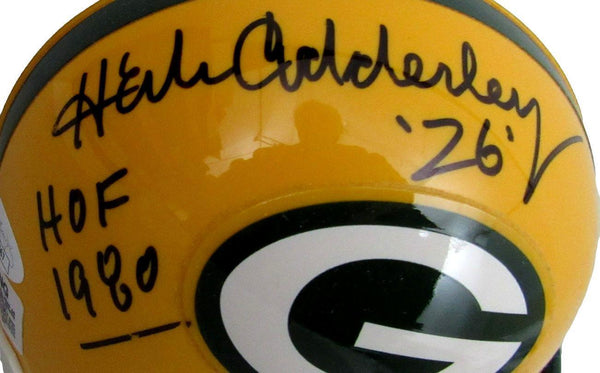 Herb Adderley
'26'
HOF
1980
G